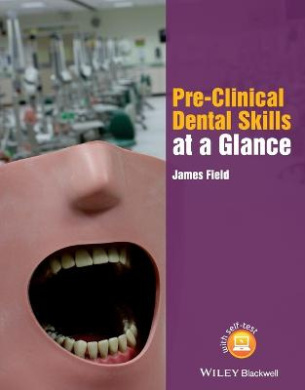 Pre-Clinical
Dental Skills
at a Glance
James Field
with self-test
WILEY Blackwell